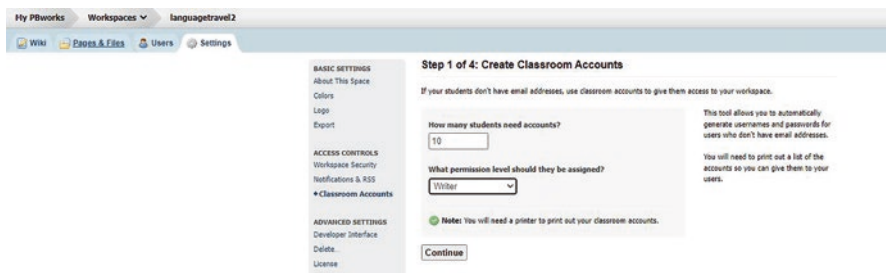 My PBworks
Workspaces
languagetravel2
Wiki
Pages & Files
Users
Settings
BASIC SETTINGS
About This Space
Colors
Logo
Export
ACCESS CONTROLS
Workspace Security
Notifications & RSS
Classroom Accounts
ADVANCED SETTINGS
Developer Interface
Delete...
License
Step 1 of 4: Create Classroom Accounts
If your students don't have email addresses, use classroom accounts to give them access to your workspace.
How many students need accounts?
10
What permission level should they be assigned?
Writer
Note: You will need a printer to print out your classroom accounts.
Continue
This tool allows you to automatically
generate usernames and passwords for
users who don't have email addresses.
You will need to print out a list of the
accounts so you can give them to your
users.